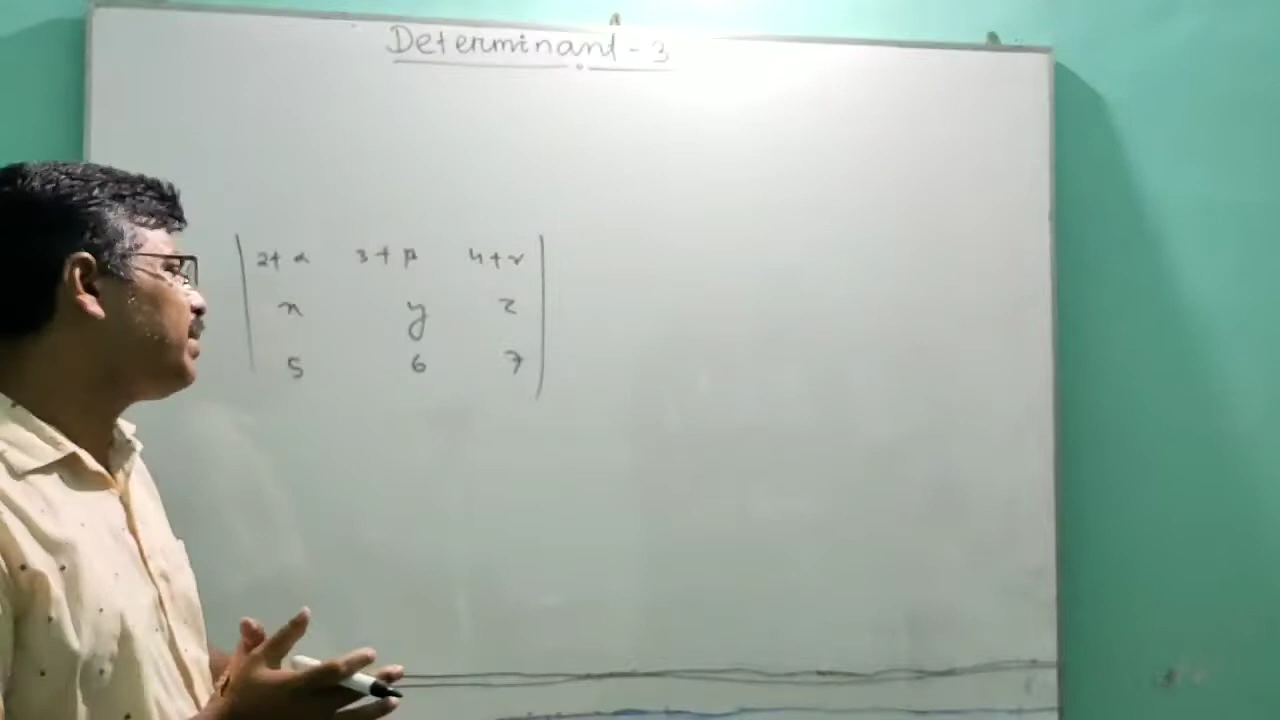 Determinant - 3
2+ α 3+ β 4+γ
x y z
5 6 7